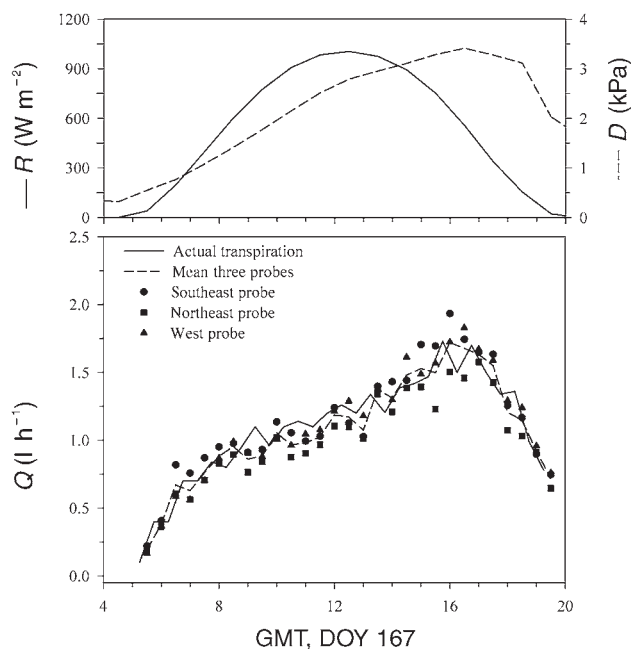 1200
900
600
300
0
R
(W m⁻²)
4
3
2
1
0
D
(kPa)
2.5
2.0
1.5
1.0
0.5
0.0
Q (l h⁻¹)
Actual transpiration
Mean three probes
Southeast probe
Northeast probe
West probe
4 8 12 16 20
GMT, DOY 167